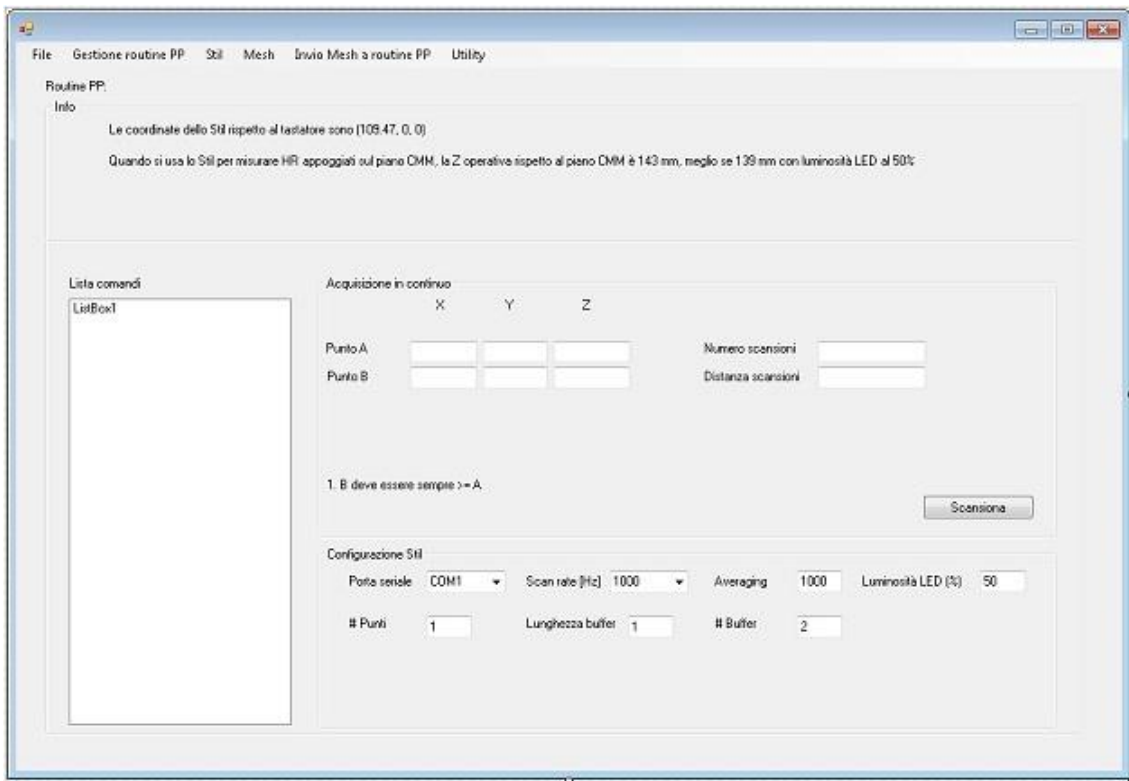 File Gestione routine PP Stil Mesh Invio Mesh a routine PP Utility
Routine PP:
Info
Le coordinate dello Stil rispetto al tastatore sono (109.47, 0, 0)
Quando si usa lo Stil per misurare HR appoggiati sul piano CMM, la Z operativa rispetto al piano CMM è 143 mm, meglio se 139 mm con luminosità LED al 50%
Lista comandi
ListBox1
Acquisizione in continuo
X Y Z
Punto A Numero scansioni
Punto B Distanza scansioni
1. B deve essere sempre >= A
Scansiona
Configurazione Stil
Porta seriale COM1 Scan rate [Hz] 1000 Averaging 1000 Luminosità LED (%) 50
# Punti 1 Lunghezza buffer 1 # Buffer 2